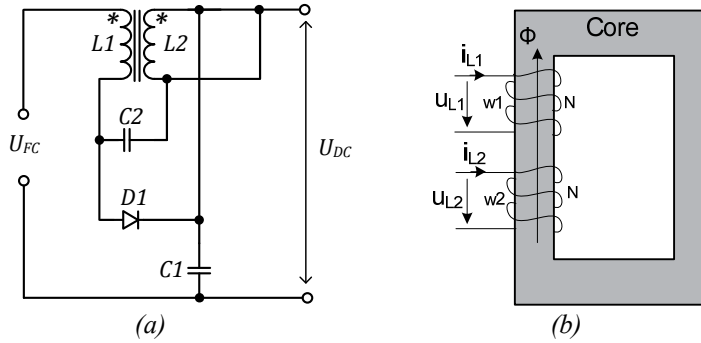 * *
L1 L2
C2
U_FC
U_DC
D1
C1
(a)
Core
Φ
i_L1
u_L1
w1
N
i_L2
u_L2
w2
N
(b)